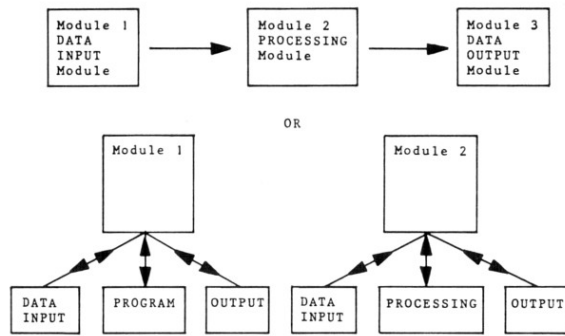 Module 1
DATA
INPUT
Module
Module 2
PROCESSING
Module
Module 3
DATA
OUTPUT
Module
OR
Module 1
Module 2
DATA
INPUT
PROGRAM
OUTPUT
DATA
INPUT
PROCESSING
OUTPUT